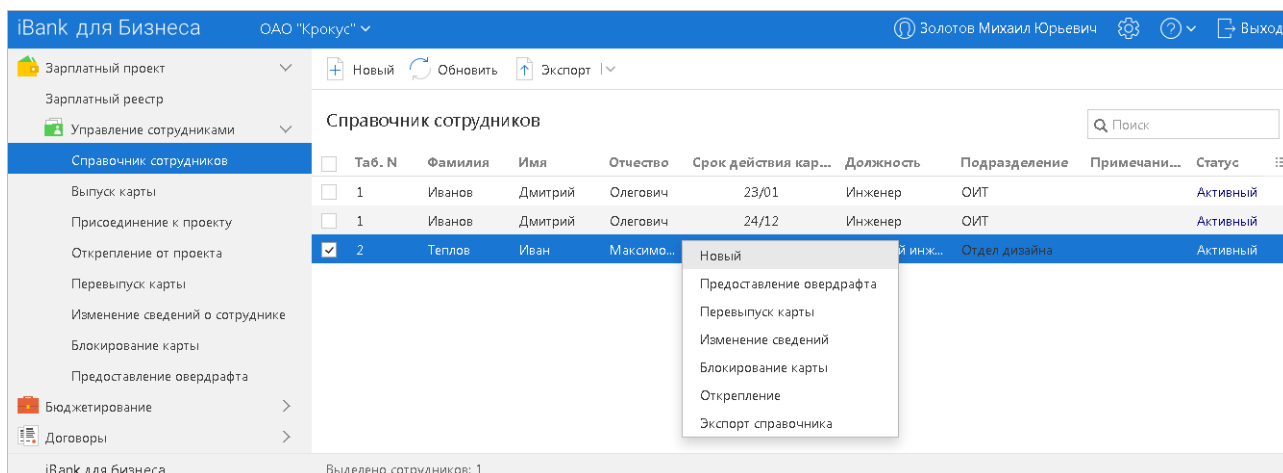 iBank для Бизнеса ОАО "Крокус" Золотов Михаил Юрьевич Выход
Зарплатный проект
Зарплатный реестр
Управление сотрудниками
Справочник сотрудников
Выпуск карты
Присоединение к проекту
Открепление от проекта
Перевыпуск карты
Изменение сведений о сотруднике
Блокирование карты
Предоставление овердрафта
Бюджетирование
Договоры
iBank для бизнеса
Новый Обновить Экспорт
Справочник сотрудников
Поиск
Таб. N Фамилия Имя Отчество Срок действия кар... Должность Подразделение Примечани... Статус
1 Иванов Дмитрий Олегович 23/01 Инженер ОИТ Активный
1 Иванов Дмитрий Олегович 24/12 Инженер ОИТ Активный
2 Теплов Иван Максимо... й инж... Отдел дизайна Активный
Новый
Предоставление овердрафта
Перевыпуск карты
Изменение сведений
Блокирование карты
Открепление
Экспорт справочника
Выделено сотрудников: 1